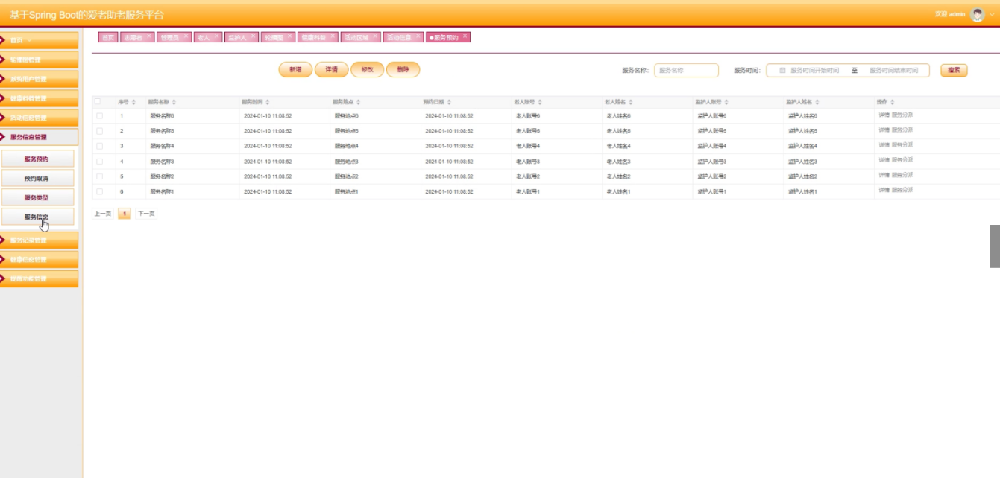 基于Spring Boot的爱老助老服务平台
欢迎 admin
首页
轮播图管理
系统用户管理
健康科普管理
活动信息管理
服务信息管理
服务预约
预约取消
服务类型
服务信息
服务记录管理
健康信息管理
提醒功能管理
首页 志愿者 × 管理员 × 老人 × 监护人 × 轮播图 × 健康科普 × 活动区域 × 活动信息 × ●服务预约 ×
新增 详情 修改 删除 服务名称: 服务名称 服务时间: 服务时间开始时间 至 服务时间结束时间 搜索
序号 服务名称 服务时间 服务地点 预约日期 老人账号 老人姓名 监护人账号 监护人姓名 操作
1 服务名称6 2024-01-10 11:08:52 服务地点6 2024-01-10 11:08:52 老人账号6 老人姓名6 监护人账号6 监护人姓名6 详情 服务分派
2 服务名称5 2024-01-10 11:08:52 服务地点5 2024-01-10 11:08:52 老人账号5 老人姓名5 监护人账号5 监护人姓名5 详情 服务分派
3 服务名称4 2024-01-10 11:08:52 服务地点4 2024-01-10 11:08:52 老人账号4 老人姓名4 监护人账号4 监护人姓名4 详情 服务分派
4 服务名称3 2024-01-10 11:08:52 服务地点3 2024-01-10 11:08:52 老人账号3 老人姓名3 监护人账号3 监护人姓名3 详情 服务分派
5 服务名称2 2024-01-10 11:08:52 服务地点2 2024-01-10 11:08:52 老人账号2 老人姓名2 监护人账号2 监护人姓名2 详情 服务分派
6 服务名称1 2024-01-10 11:08:52 服务地点1 2024-01-10 11:08:52 老人账号1 老人姓名1 监护人账号1 监护人姓名1 详情 服务分派
上一页 1 下一页